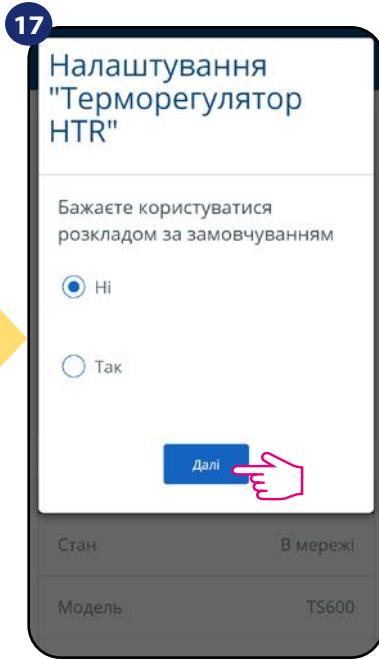 17
Налаштування
"Терморегулятор
HTR"
Бажаєте користуватися
розкладом за замовчуванням
Ні
Так
Далі
Стан В мережі
Модель TS600